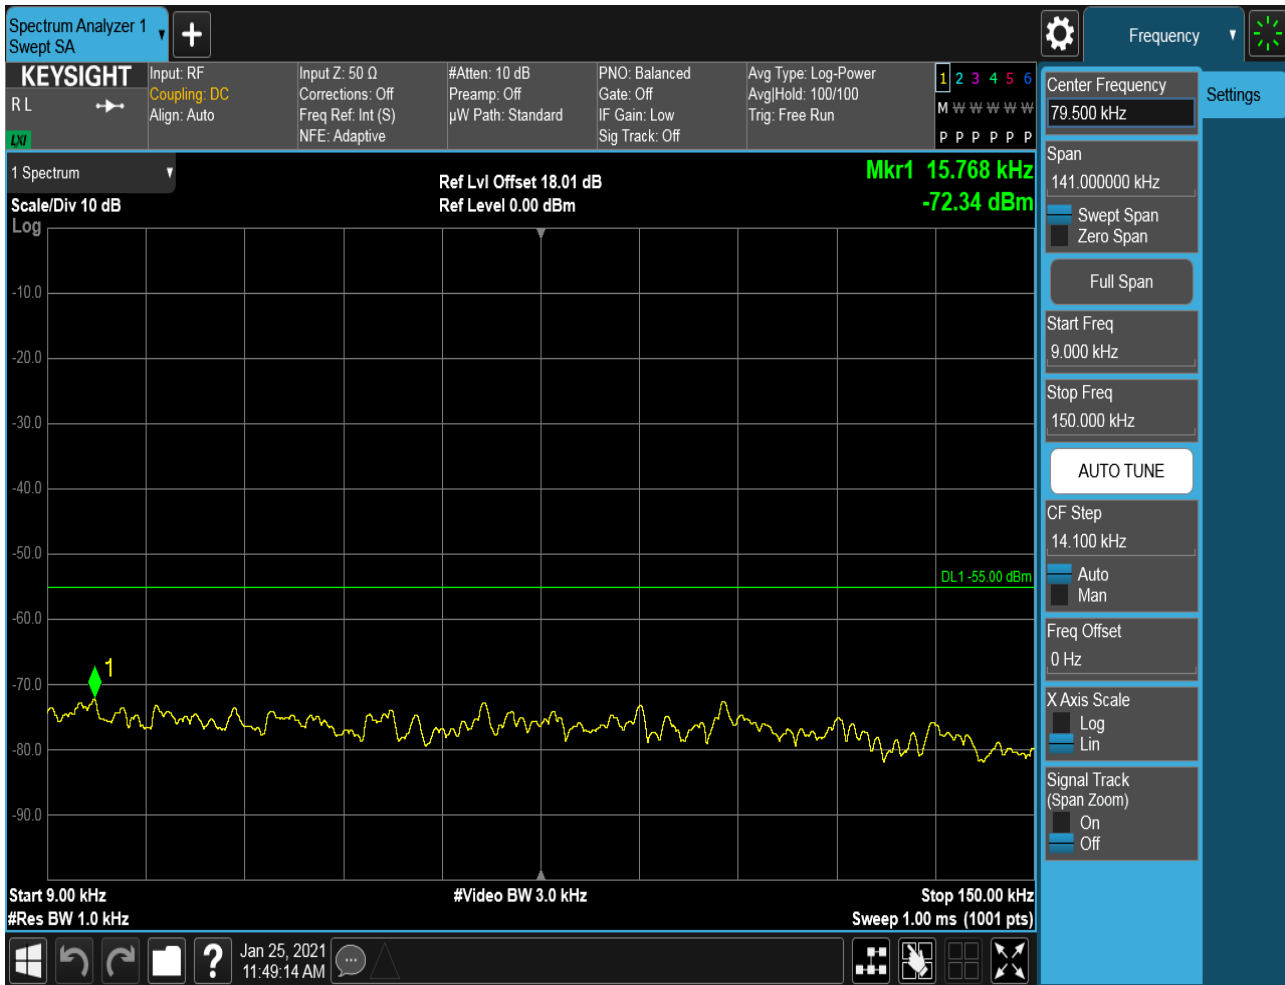 Spectrum Analyzer 1
Swept SA
Frequency
KEYSIGHT
R L
LXI
Input: RF
Coupling: DC
Align: Auto
Input Z: 50 Ω
Corrections: Off
Freq Ref: Int (S)
NFE: Adaptive
#Atten: 10 dB
Preamp: Off
µW Path: Standard
PNO: Balanced
Gate: Off
IF Gain: Low
Sig Track: Off
Avg Type: Log-Power
Avg|Hold: 100/100
Trig: Free Run
1 2 3 4 5 6
M W W W W W
P P P P P P
Center Frequency
79.500 kHz
Settings
Span
141.000000 kHz
Swept Span
Zero Span
Full Span
Start Freq
9.000 kHz
Stop Freq
150.000 kHz
AUTO TUNE
CF Step
14.100 kHz
Auto
Man
Freq Offset
0 Hz
X Axis Scale
Log
Lin
Signal Track
(Span Zoom)
On
Off
1 Spectrum
Scale/Div 10 dB
Log
Ref Lvl Offset 18.01 dB
Ref Level 0.00 dBm
Mkr1 15.768 kHz
-72.34 dBm
-10.0
-20.0
-30.0
-40.0
-50.0
DL1 -55.00 dBm
-60.0
1
-70.0
-80.0
-90.0
Start 9.00 kHz
#Video BW 3.0 kHz
Stop 150.00 kHz
#Res BW 1.0 kHz
Sweep 1.00 ms (1001 pts)
?
Jan 25, 2021
11:49:14 AM